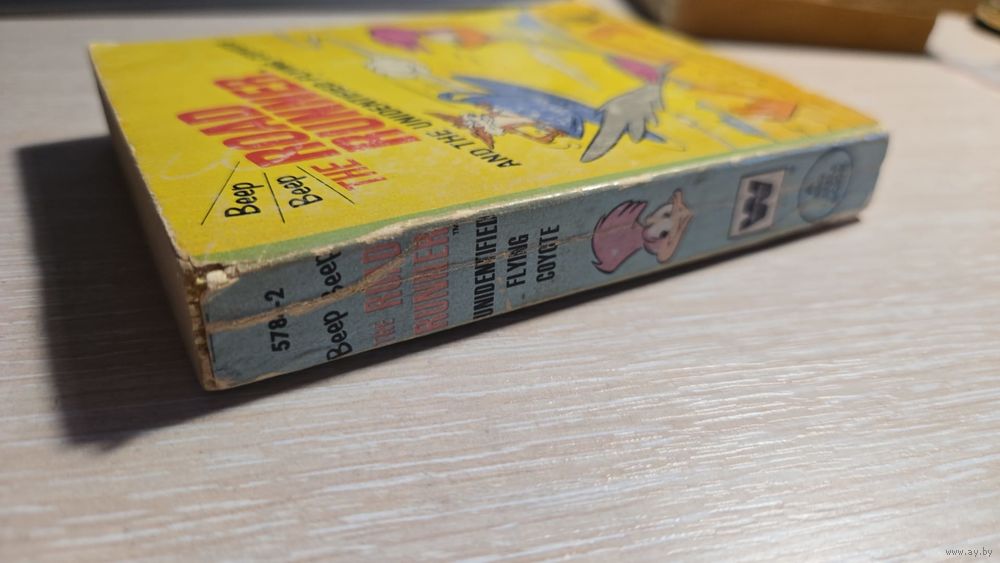 Beep
Beep
THE ROAD
RUNNER
AND THE UNIDENTIFIED FLYING COYOTE
578 -2
Beep Beep
THE ROAD
RUNNER™
UNIDENTIFIED
FLYING
COYOTE
W
www.ay.by